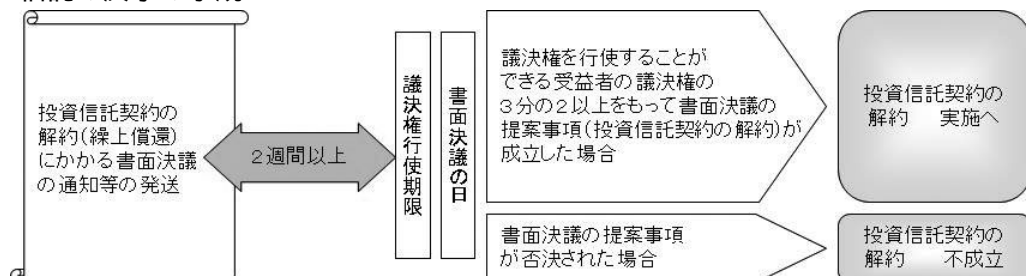 投資信託契約の
解約(繰上償還)
にかかる書面決議
の通知等の発送
2週間以上
議決権行使期限
書面決議の日
議決権を行使することが
できる受益者の議決権の
3分の2以上をもって書面決議の
提案事項(投資信託契約の解約)が
成立した場合
投資信託契約の
解約 実施へ
書面決議の提案事項
が否決された場合
投資信託契約の
解約 不成立